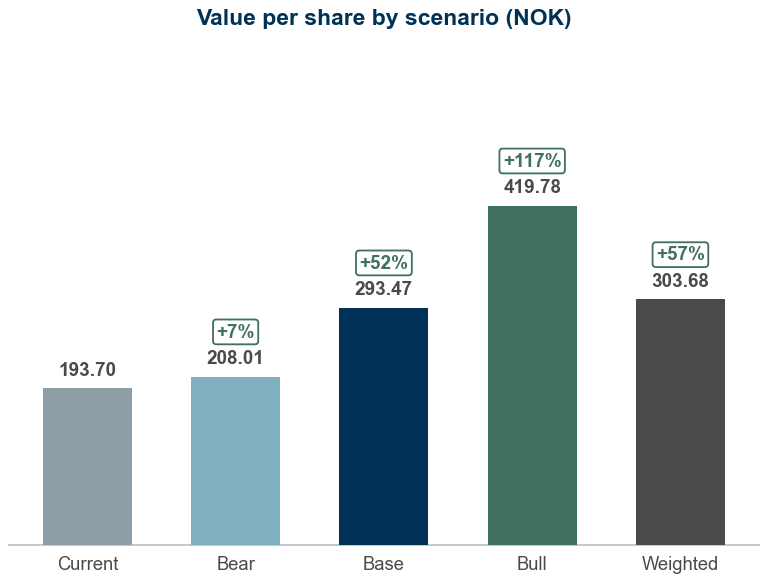 Value per share by scenario (NOK)
+117%
419.78
+57%
303.68
+52%
293.47
+7%
208.01
193.70
Current
Bear
Base
Bull
Weighted